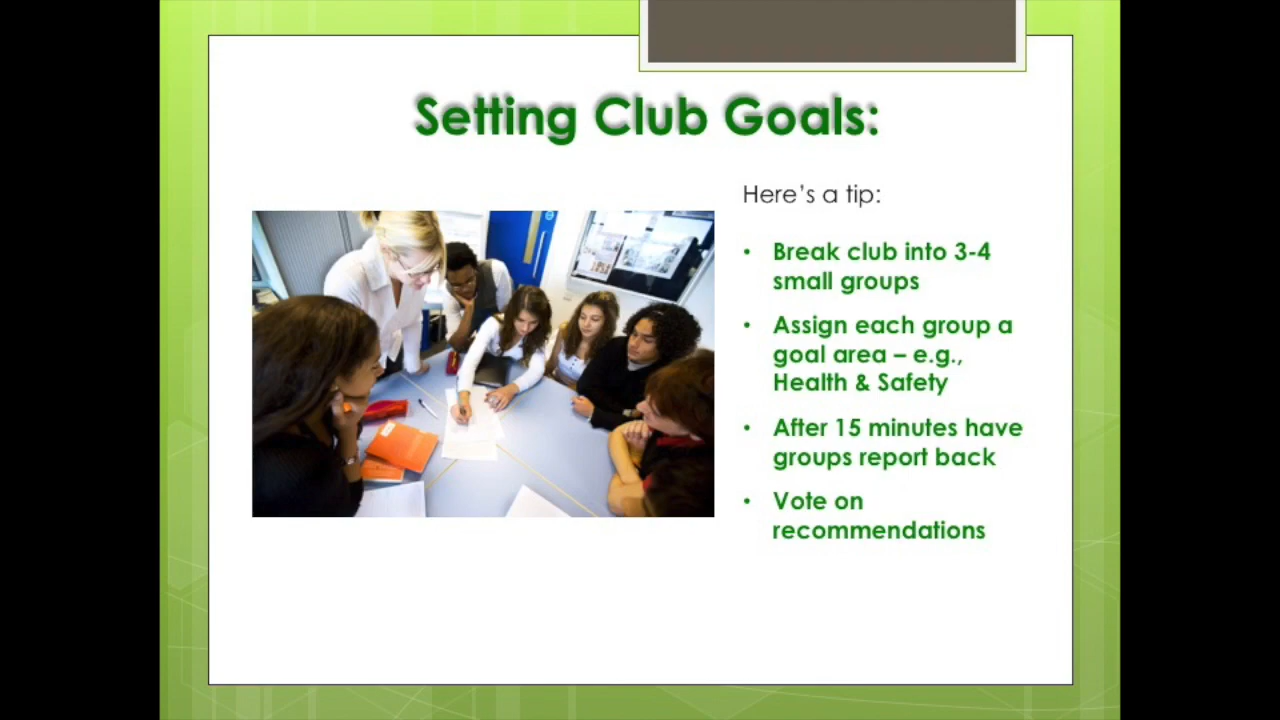 Setting Club Goals:
Here's a tip:
• Break club into 3-4
small groups
• Assign each group a
goal area – e.g.,
Health & Safety
• After 15 minutes have
groups report back
• Vote on
recommendations